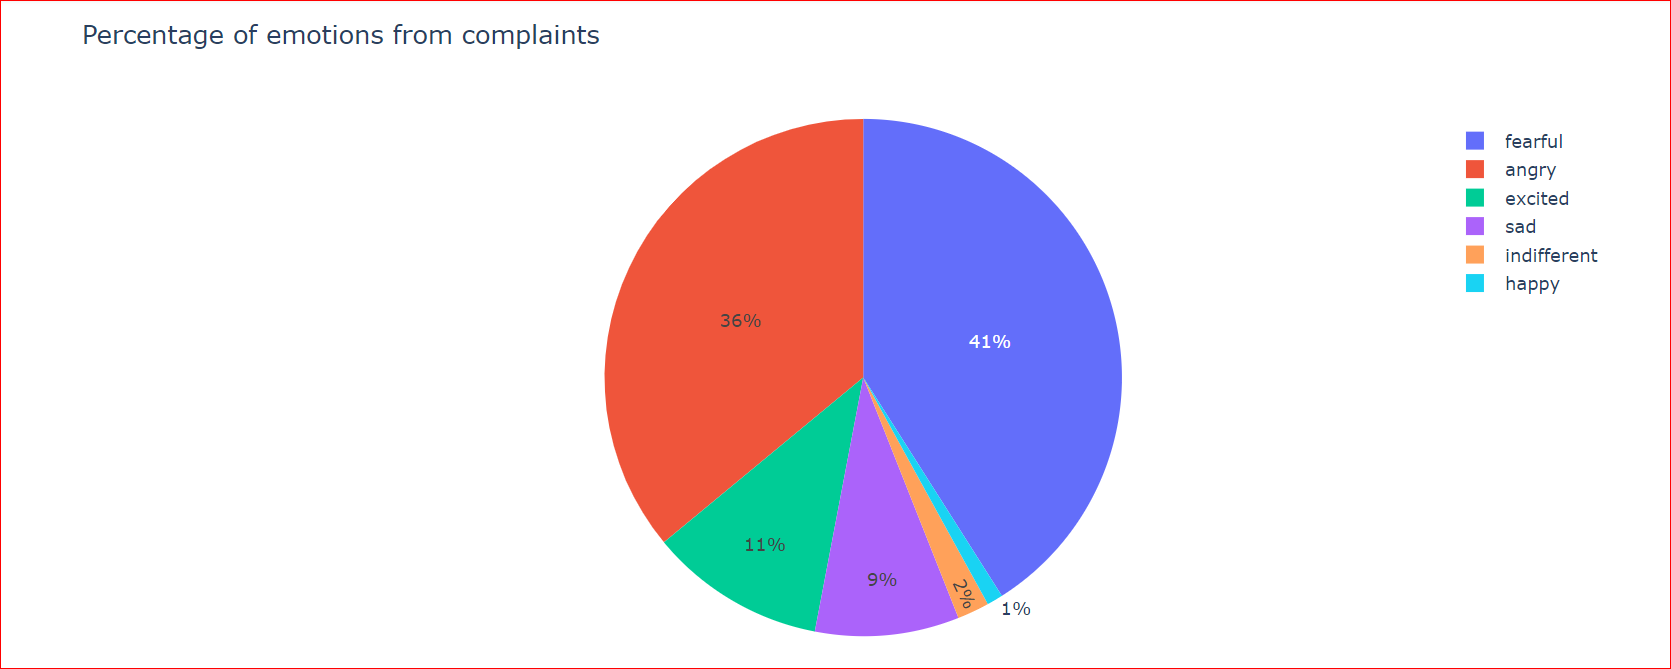 Percentage of emotions from complaints
fearful
angry
excited
sad
indifferent
happy
36%
41%
11%
9%
2%
1%